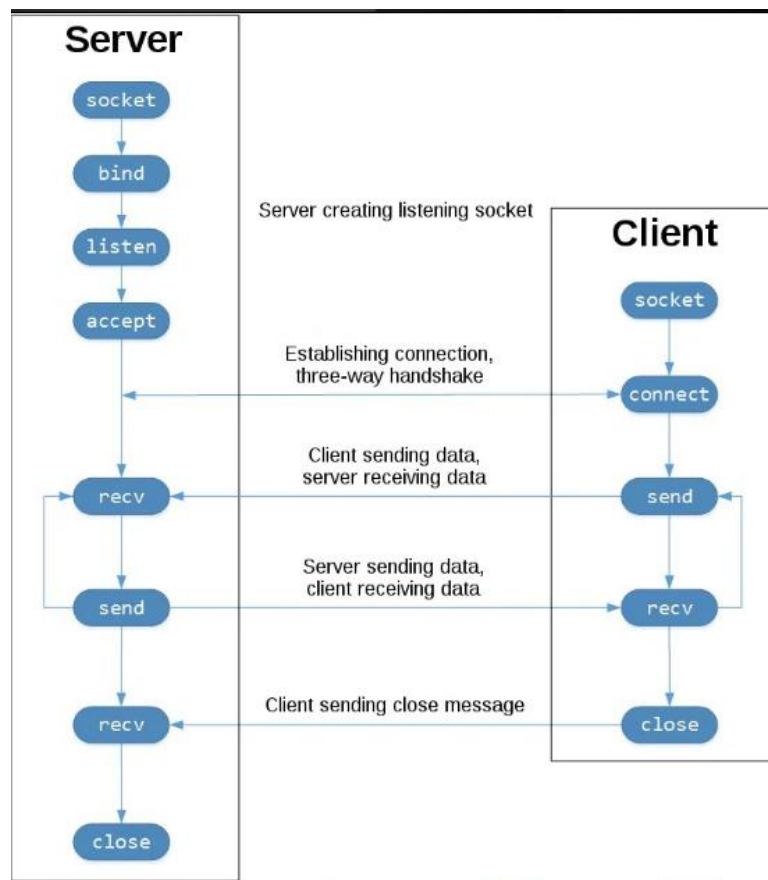 Server
socket
bind
listen
accept
Server creating listening socket
Client
socket
Establishing connection,
three-way handshake
connect
Client sending data,
server receiving data
recv
send
Server sending data,
client receiving data
send
recv
Client sending close message
recv
close
close